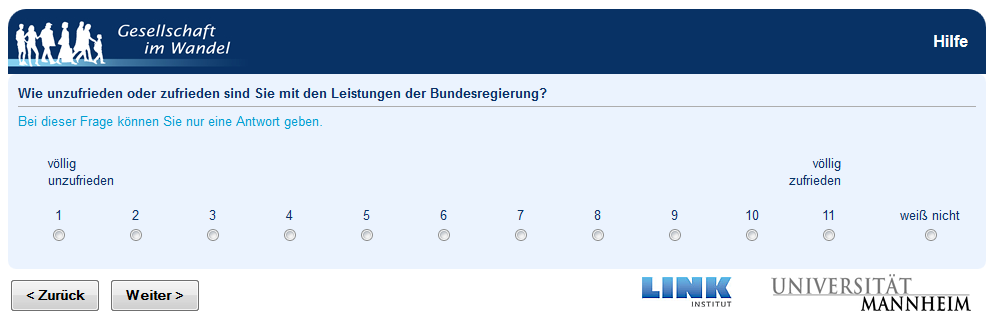 Gesellschaft
im Wandel
Hilfe
Wie unzufrieden oder zufrieden sind Sie mit den Leistungen der Bundesregierung?
Bei dieser Frage können Sie nur eine Antwort geben.
völlig
unzufrieden
völlig
zufrieden
1 2 3 4 5 6 7 8 9 10 11 weiß nicht
< Zurück Weiter >
LINK
INSTITUT
UNIVERSITÄT
MANNHEIM